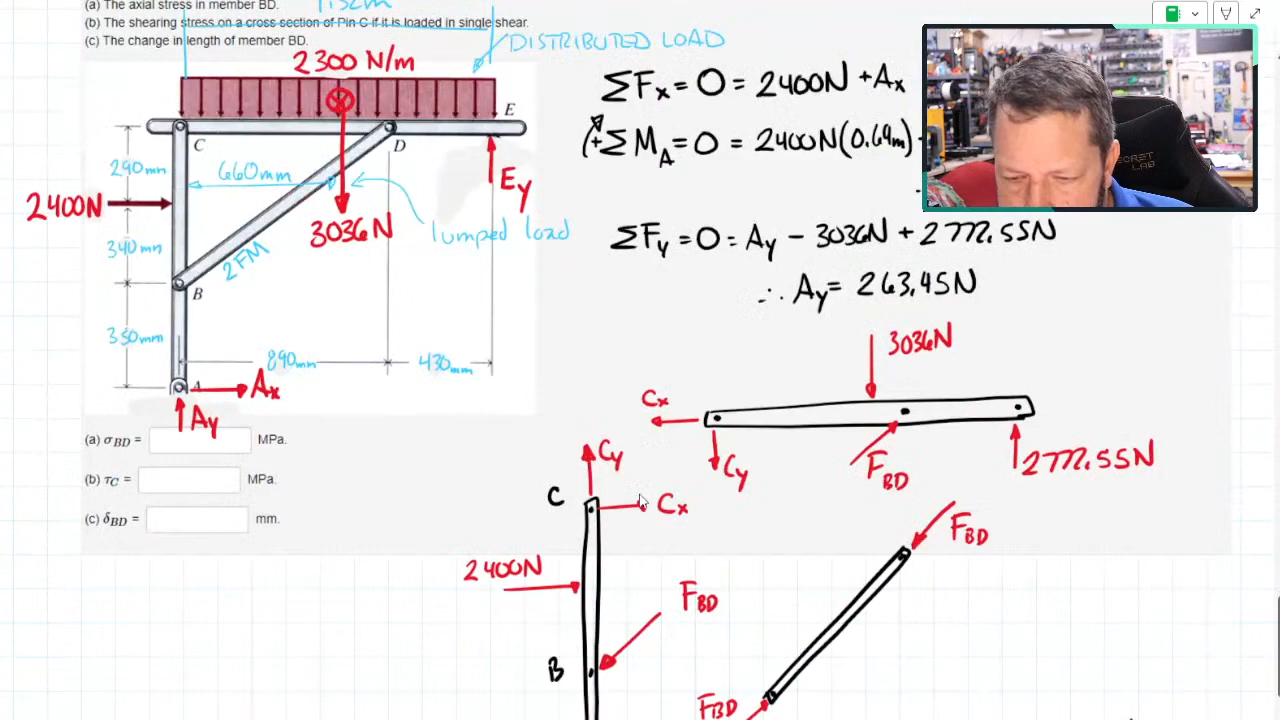 (a) The axial stress in member BD.
(b) The shearing stress on a cross section of Pin C if it is loaded in single shear.
(c) The change in length of member BD.
DISTRIBUTED LOAD
2300 N/m
E
C
D
290mm
660mm
Ey
2400N
3036N
lumped load
340mm
2FM
B
350mm
890mm
430mm
A
Ax
Ay
(a) σBD = MPa.
(b) τC = MPa.
(c) δBD = mm.
ΣFx = 0 = 2400N + Ax
(+ ΣMA = 0 = 2400N(0.69m)
ΣFy = 0 = Ay − 3036N + 2772.55N
∴ Ay = 263.45N
3036N
Cx
Cy
FBD
2772.55N
Cy
C
Cx
2400N
FBD
B
FBD
FBD
SECRET
LAB